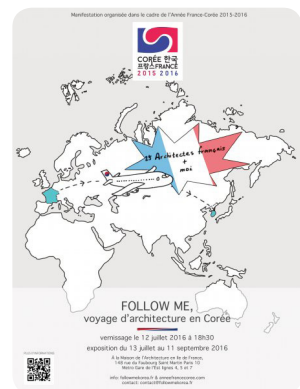 Manifestation organisée dans le cadre de l'Année France-Corée 2015-2016
CORÉE 한국
프랑스 FRANCE
2015 2016
15 Architectes français
+
moi
FOLLOW ME,
voyage d'architecture en Corée
vernissage le 12 juillet 2016 à 18h30
exposition du 13 juillet au 11 septembre 2016
À la Maison de l'Architecture en Ile de France,
148 rue du Faubourg Saint Martin Paris 10
Métro Gare de l'Est lignes 4, 5 et 7
info: followmekorea.fr & anneefrancecoree.com
contact: contact@followmekorea.fr